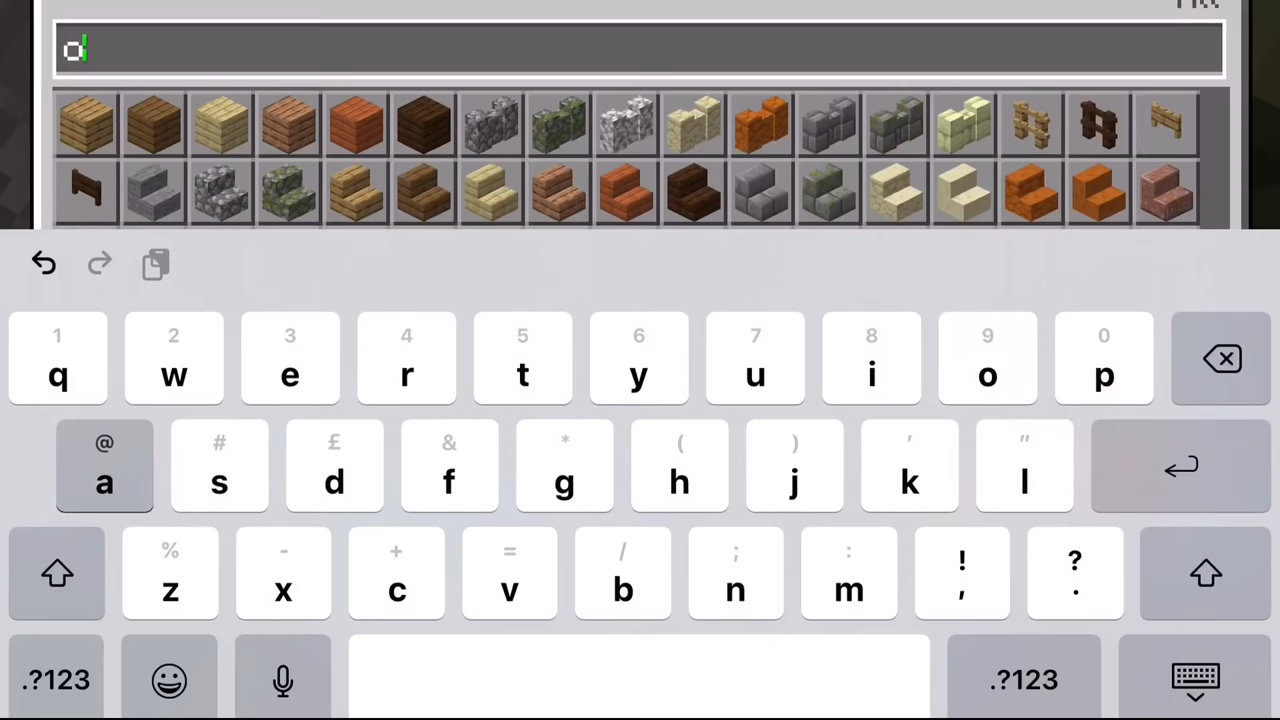 o
1 2 3 4 5 6 7 8 9 0
q w e r t y u i o p
@ # £ & * ( ) ' "
a s d f g h j k l
% - + = / ; : ! ?
z x c v b n m , .
.?123 .?123